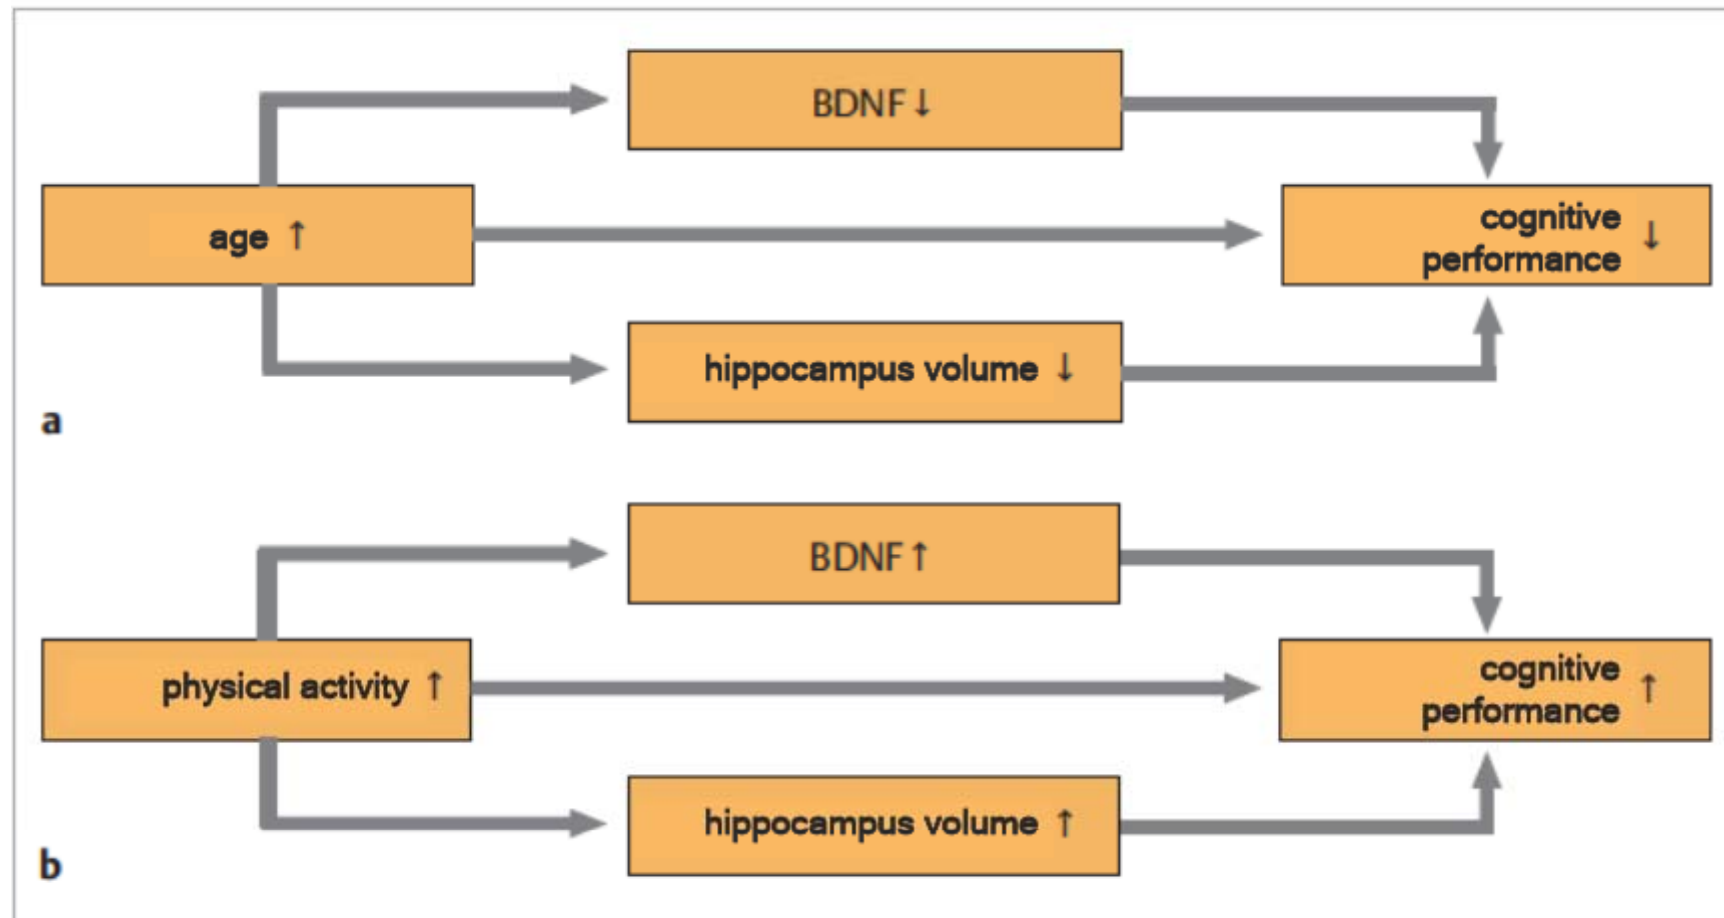 BDNF ↓
age ↑
cognitive
performance ↓
hippocampus volume ↓
a
BDNF ↑
physical activity ↑
cognitive
performance ↑
hippocampus volume ↑
b